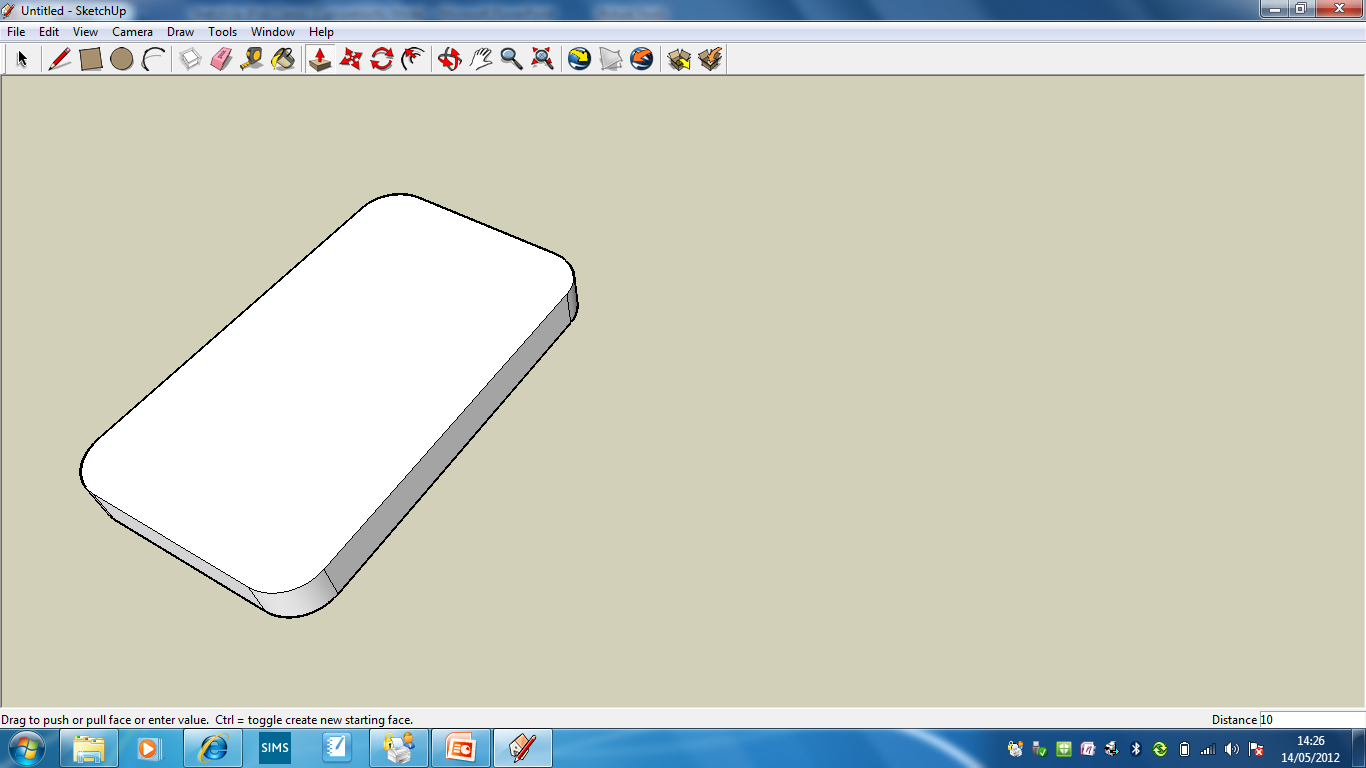 Untitled - SketchUp
File Edit View Camera Draw Tools Window Help
Drag to push or pull face or enter value. Ctrl = toggle create new starting face.
Distance 10
SIMS
14:26
14/05/2012